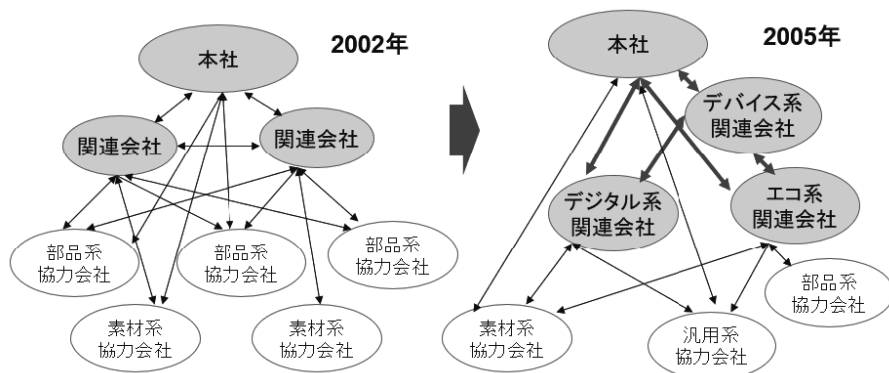 2002年
本社
関連会社
関連会社
部品系
協力会社
部品系
協力会社
部品系
協力会社
素材系
協力会社
素材系
協力会社
2005年
本社
デバイス系
関連会社
デジタル系
関連会社
エコ系
関連会社
部品系
協力会社
素材系
協力会社
汎用系
協力会社